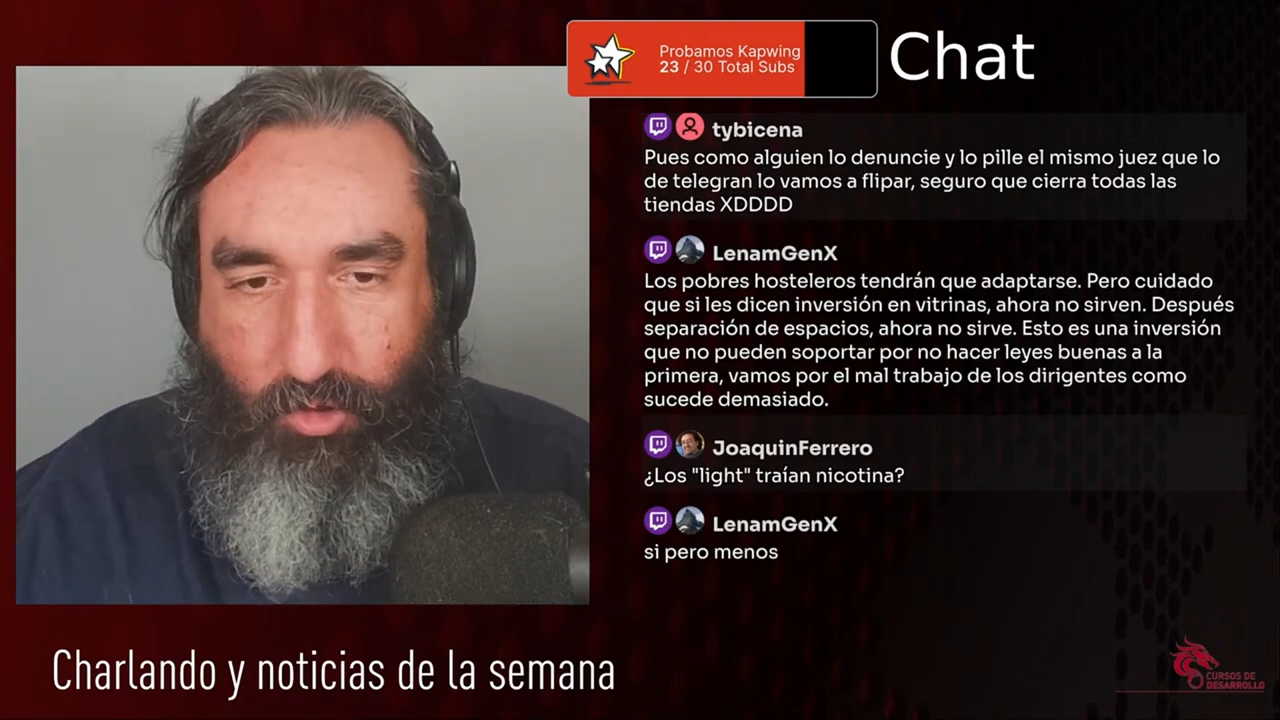 Probamos Kapwing
23 / 30 Total Subs
Chat
tybicena
Pues como alguien lo denuncie y lo pille el mismo juez que lo
de telegran lo vamos a flipar, seguro que cierra todas las
tiendas XDDDD
LenamGenX
Los pobres hosteleros tendrán que adaptarse. Pero cuidado
que si les dicen inversión en vitrinas, ahora no sirven. Después
separación de espacios, ahora no sirve. Esto es una inversión
que no pueden soportar por no hacer leyes buenas a la
primera, vamos por el mal trabajo de los dirigentes como
sucede demasiado.
JoaquinFerrero
¿Los "light" traían nicotina?
LenamGenX
si pero menos
Charlando y noticias de la semana
CURSOS DE
DESARROLLO